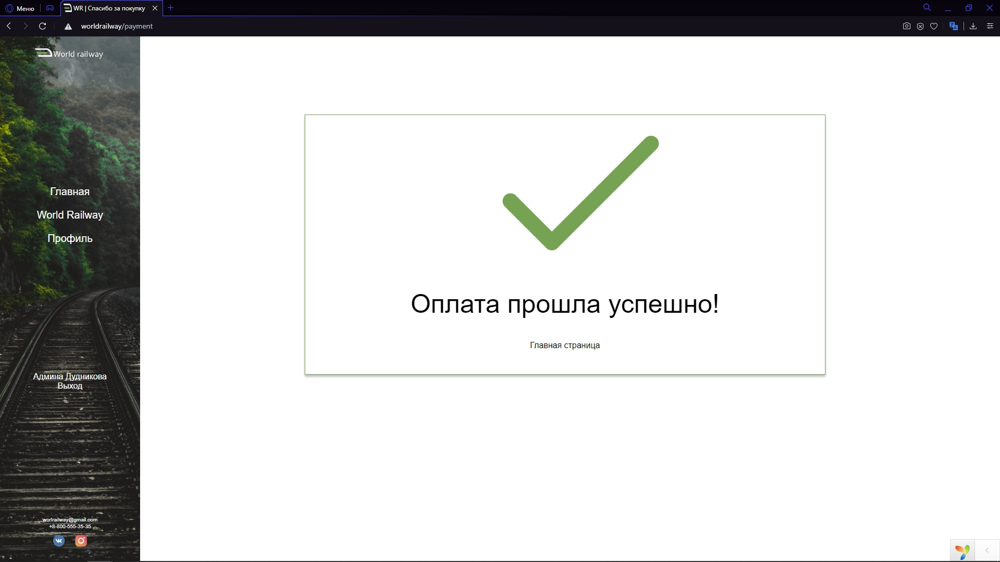 Меню
WR | Спасибо за покупку
worldrailway/payment
World railway
Главная
World Railway
Профиль
Админа Дудникова
Выход
worlrailway@gmail.com
+8-800-555-35-35
Оплата прошла успешно!
Главная страница